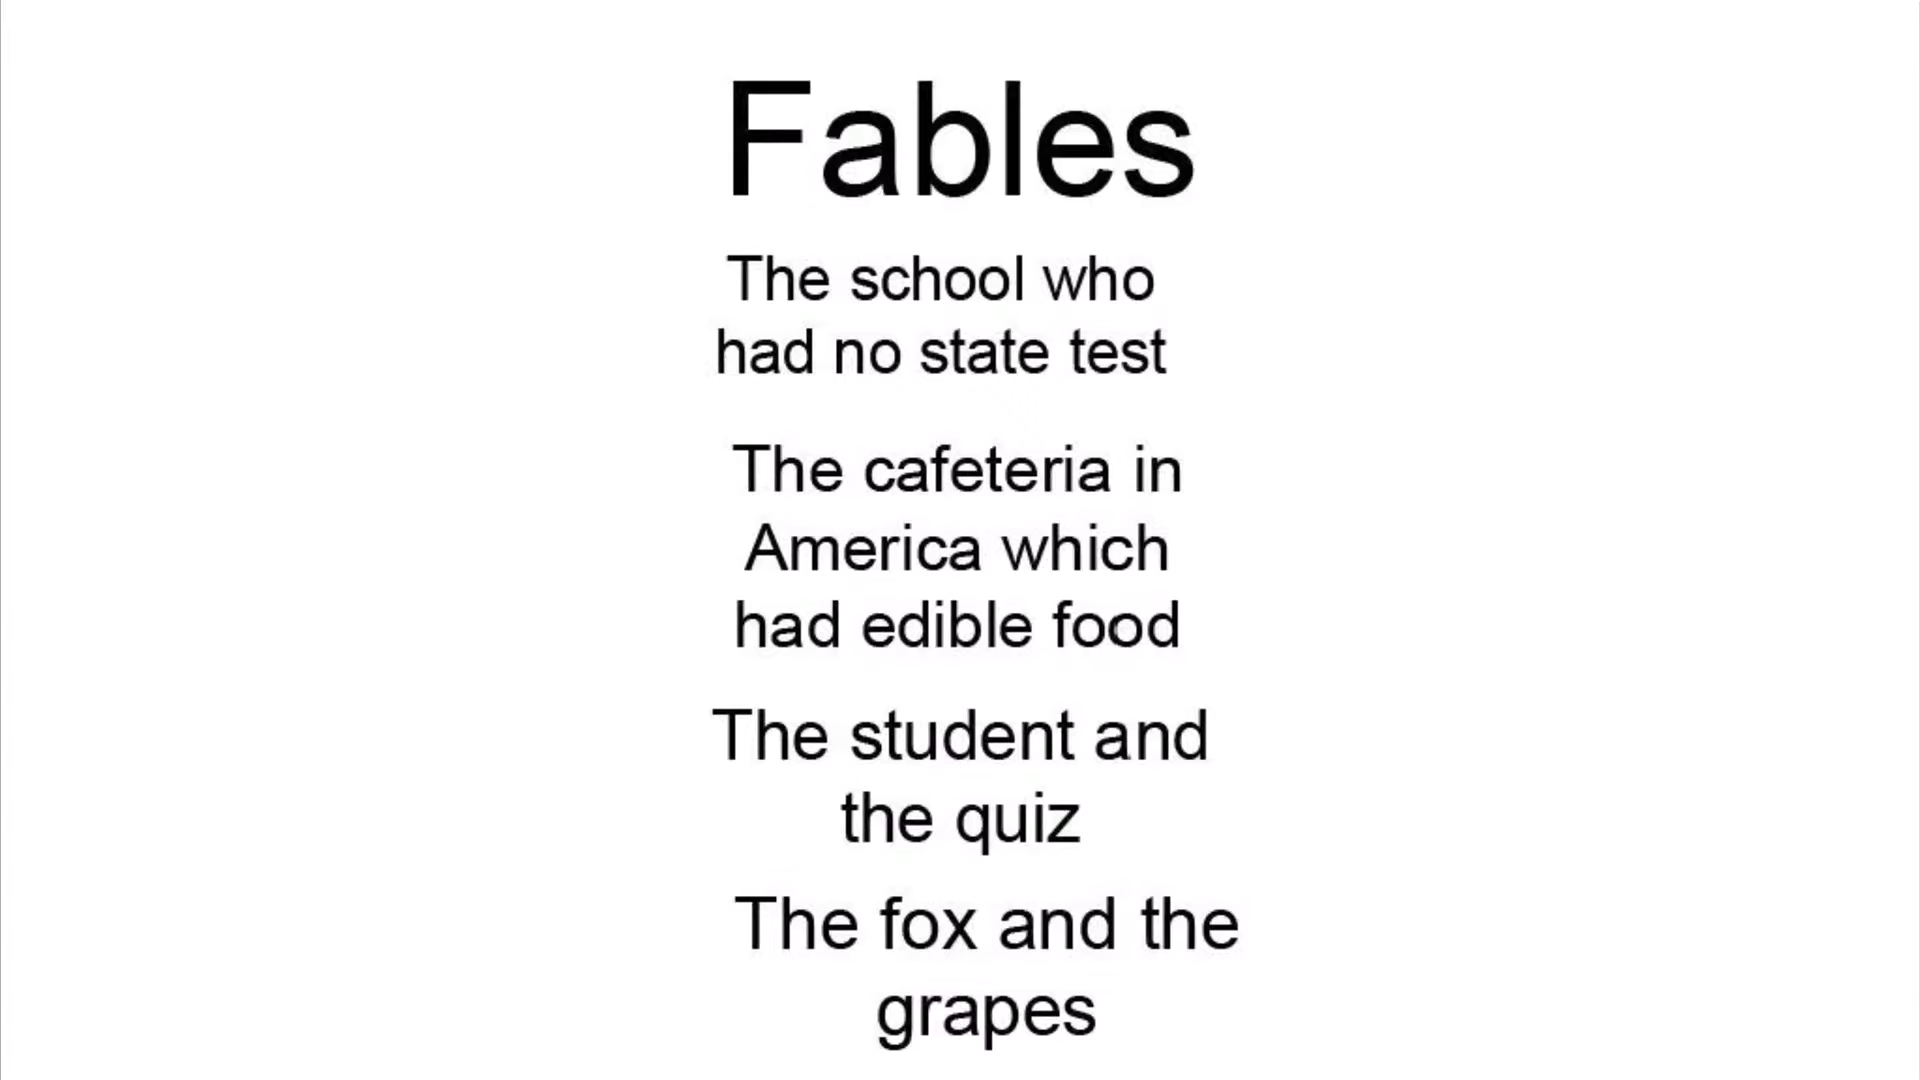 Fables
The school who
had no state test
The cafeteria in
America which
had edible food
The student and
the quiz
The fox and the
grapes